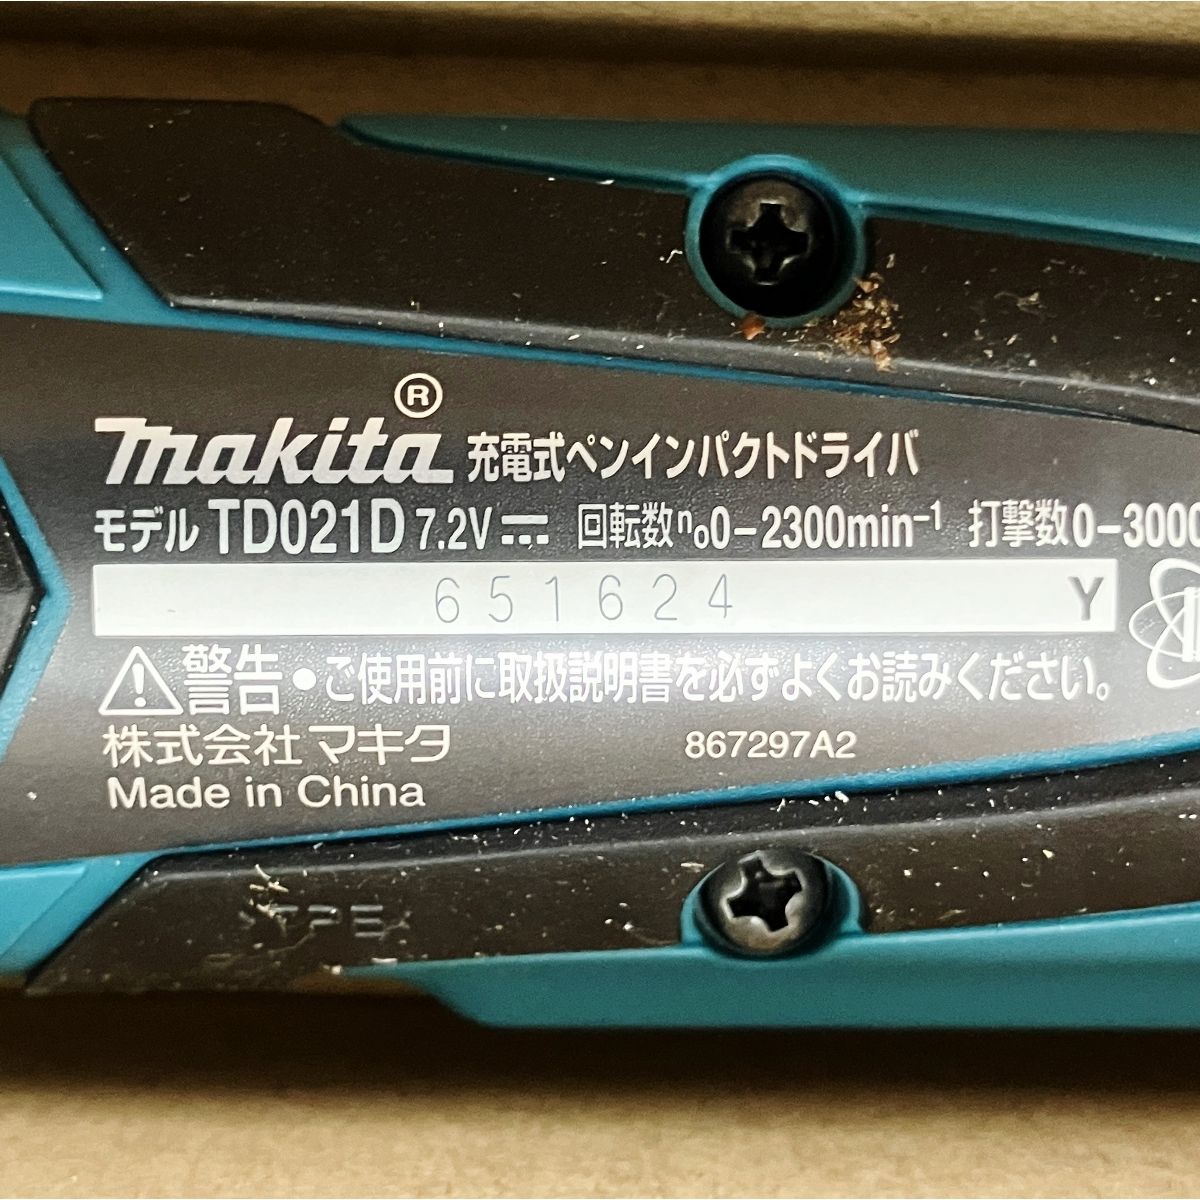 makita® 充電式ペンインパクトドライバ
モデル TD021D 7.2V 回転数 n₀0-2300min⁻¹ 打撃数0-3000
651624 Y
⚠警告 ●ご使用前に取扱説明書を必ずよくお読みください。
株式会社マキタ 867297A2
Made in China
>TPE<